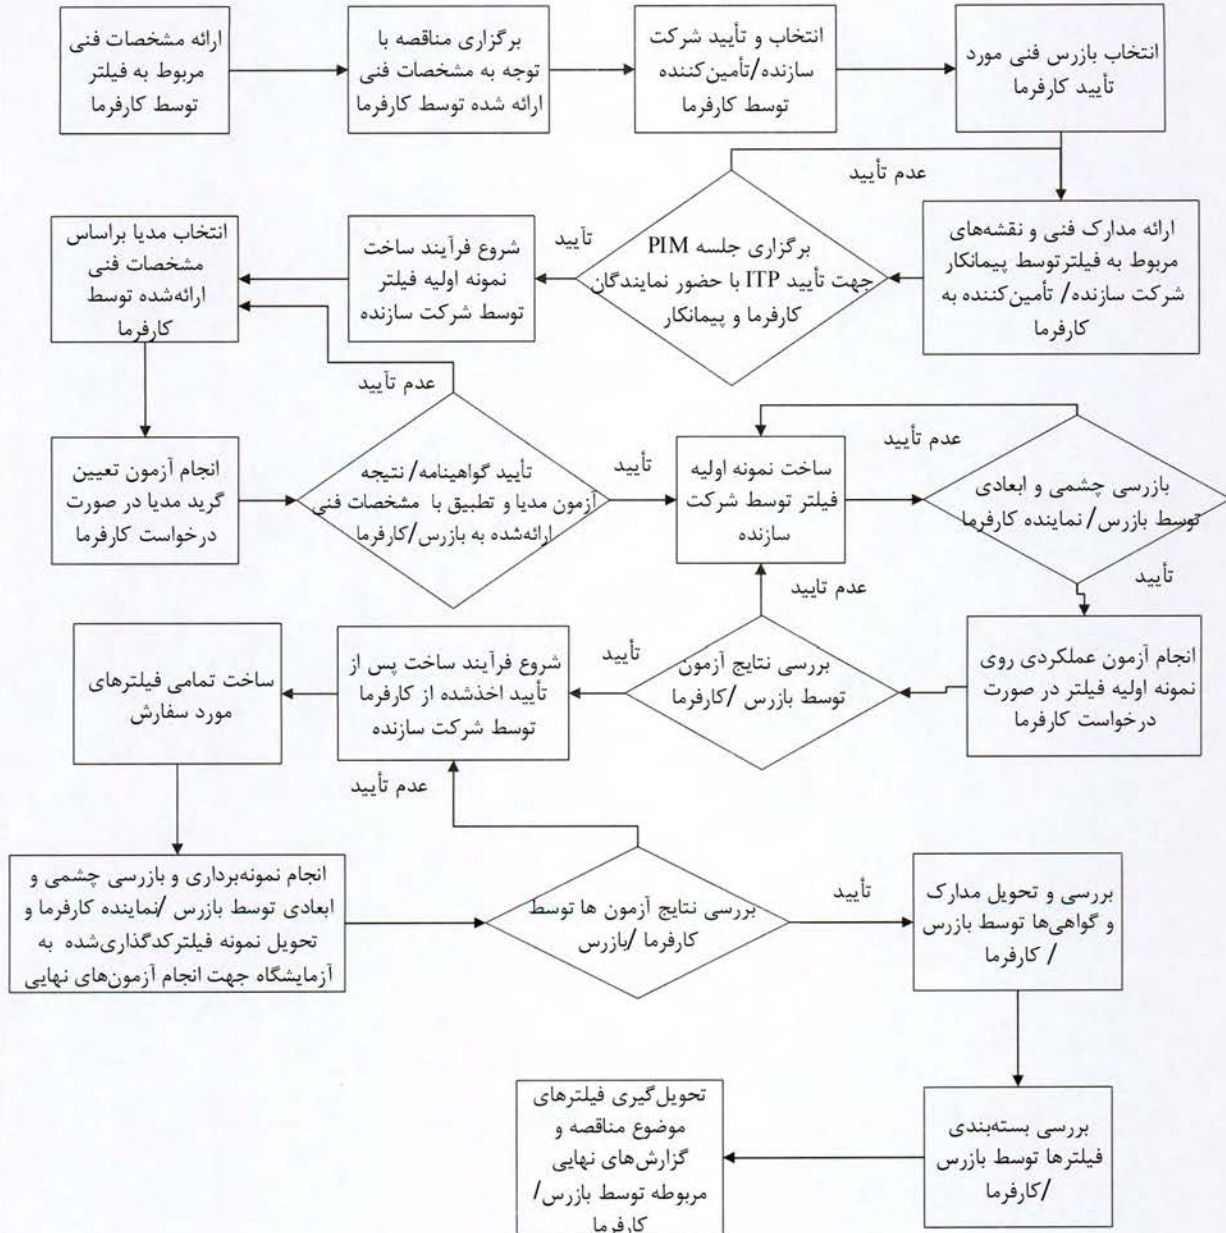 ارائه مشخصات فنی
مربوط به فیلتر
توسط کارفرما
برگزاری مناقصه با
توجه به مشخصات فنی
ارائه شده توسط کارفرما
انتخاب و تأیید شرکت
سازنده/تأمین‌کننده
توسط کارفرما
انتخاب بازرس فنی مورد
تأیید کارفرما
عدم تأیید
ارائه مدارک فنی و نقشه‌های
مربوط به فیلتر توسط پیمانکار
شرکت سازنده/ تأمین‌کننده به
کارفرما
برگزاری جلسه PIM
جهت تأیید ITP با حضور نمایندگان
کارفرما و پیمانکار
تأیید
شروع فرآیند ساخت
نمونه اولیه فیلتر
توسط شرکت سازنده
انتخاب مدیا براساس
مشخصات فنی
ارائه‌شده توسط
کارفرما
عدم تأیید
انجام آزمون تعیین
گرید مدیا در صورت
درخواست کارفرما
تأیید گواهینامه/ نتیجه
آزمون مدیا و تطبیق با مشخصات فنی
ارائه‌شده به بازرس/کارفرما
تأیید
ساخت نمونه اولیه
فیلتر توسط شرکت
سازنده
عدم تأیید
بازرسی چشمی و ابعادی
توسط بازرس/ نماینده کارفرما
تأیید
انجام آزمون عملکردی روی
نمونه اولیه فیلتر در صورت
درخواست کارفرما
عدم تایید
بررسی نتایج آزمون
توسط بازرس /کارفرما
تأیید
شروع فرآیند ساخت پس از
تأیید اخذشده از کارفرما
توسط شرکت سازنده
ساخت تمامی فیلترهای
مورد سفارش
عدم تأیید
انجام نمونه‌برداری و بازرسی چشمی و
ابعادی توسط بازرس /نماینده کارفرما و
تحویل نمونه فیلترکدگذاری‌شده به
آزمایشگاه جهت انجام آزمون‌های نهایی
بررسی نتایج آزمون ها توسط
کارفرما /بازرس
تأیید
بررسی و تحویل مدارک
و گواهی‌ها توسط بازرس
/ کارفرما
بررسی بسته‌بندی
فیلترها توسط بازرس
/کارفرما
تحویل‌گیری فیلترهای
موضوع مناقصه و
گزارش‌های نهایی
مربوطه توسط بازرس/
کارفرما